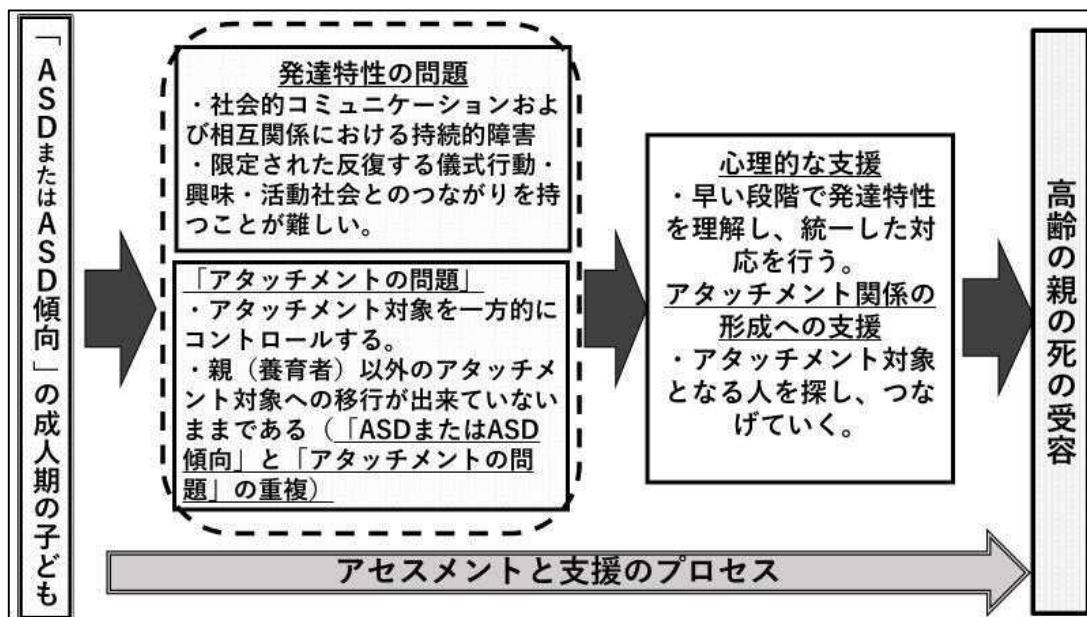 「ASDまたはASD傾向」の成人期の子ども
発達特性の問題
・社会的コミュニケーションおよ
び相互関係における持続的障害
・限定された反復する儀式行動・
興味・活動社会とのつながりを持
つことが難しい。
「アタッチメントの問題」
・アタッチメント対象を一方的に
コントロールする。
・親（養育者）以外のアタッチメ
ント対象への移行が出来ていない
ままである（「ASDまたはASD
傾向」と「アタッチメントの問
題」の重複）
心理的な支援
・早い段階で発達特性
を理解し、統一した対
応を行う。
アタッチメント関係の
形成への支援
・アタッチメント対象
となる人を探し、つな
げていく。
高齢の親の死の受容
アセスメントと支援のプロセス